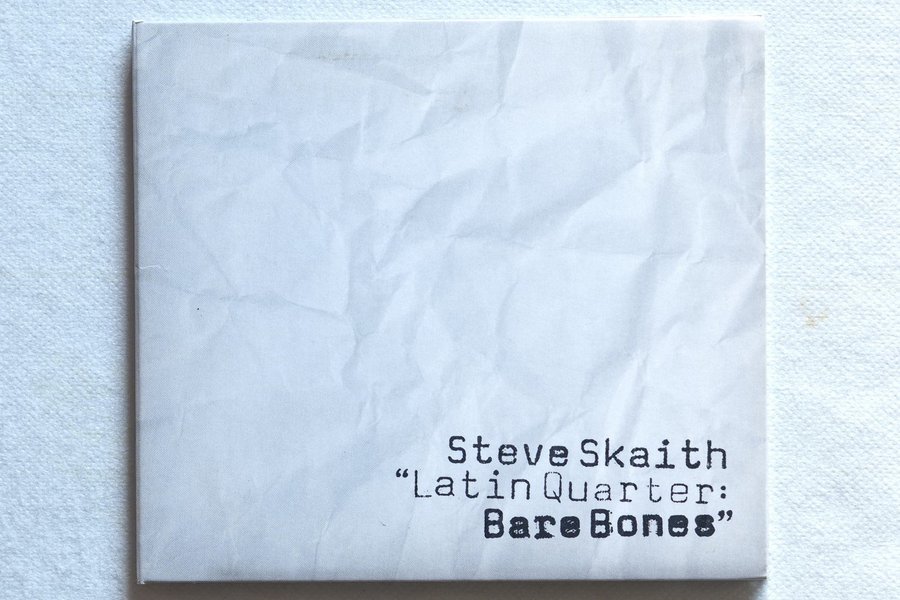 Steve Skaith
“Latin Quarter:
Bare Bones”